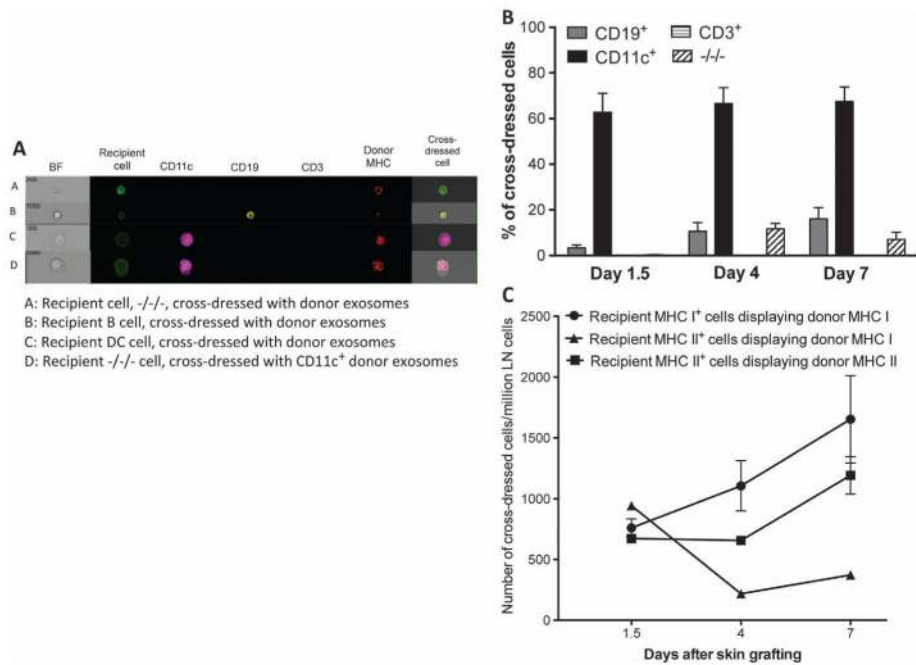 A
BF
Recipient
cell
CD11c
CD19
CD3
Donor
MHC
Cross-
dressed
cell
A
B
C
D
A: Recipient cell, -/-/-, cross-dressed with donor exosomes
B: Recipient B cell, cross-dressed with donor exosomes
C: Recipient DC cell, cross-dressed with donor exosomes
D: Recipient -/-/- cell, cross-dressed with CD11c+ donor exosomes
B
CD19+
CD3+
CD11c+
-/-/-
% of cross-dressed cells
100
80
60
40
20
0
Day 1.5
Day 4
Day 7
C
Recipient MHC I+ cells displaying donor MHC I
Recipient MHC II+ cells displaying donor MHC I
Recipient MHC II+ cells displaying donor MHC II
Number of cross-dressed cells/million LN cells
2500
2000
1500
1000
500
0
1.5
4
7
Days after skin grafting